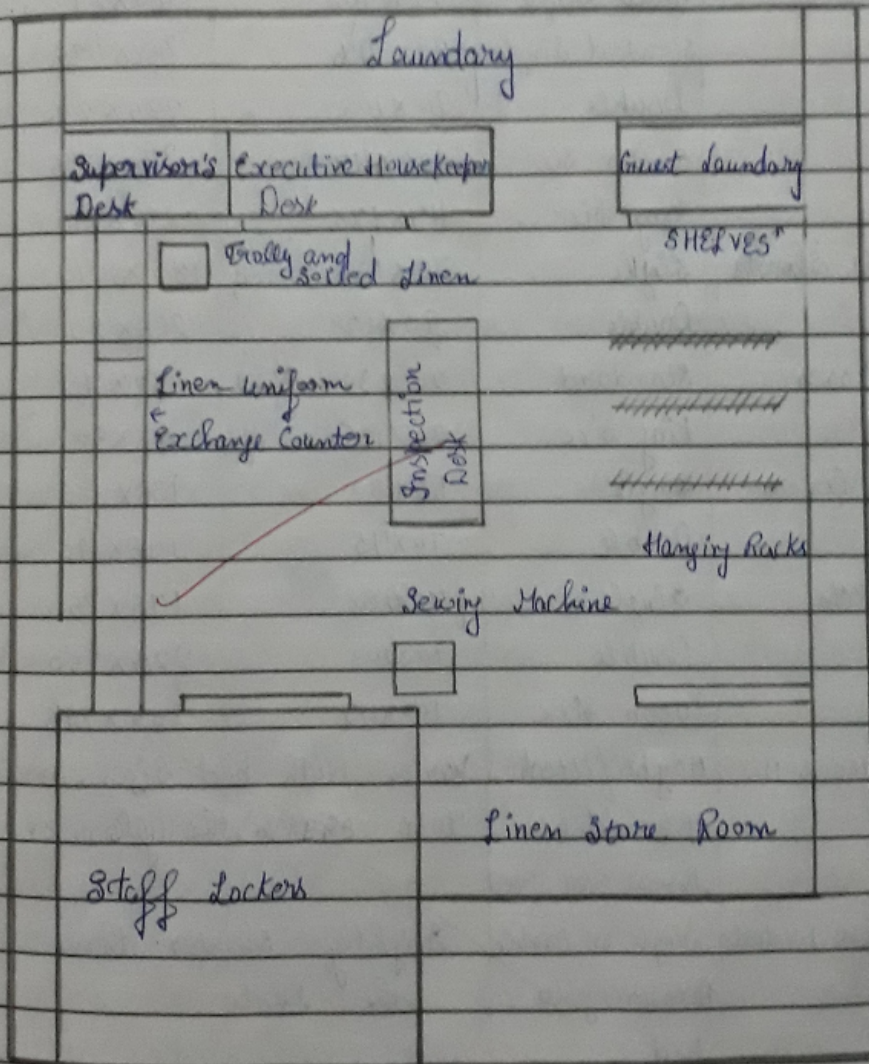 Laundary
Supervisor's
Desk
Executive Housekeeper
Desk
Guest Laundary
SHELVES
Trolly and
Soiled Linen
Linen Uniform
Exchange Counter
Inspection
Desk
Hanging Racks
Sewing Machine
Linen Store Room
Staff Lockers